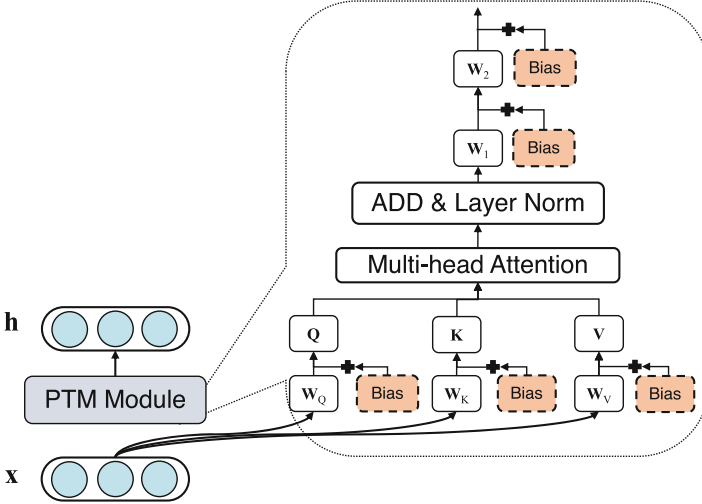 W2
Bias
W1
Bias
ADD & Layer Norm
Multi-head Attention
h
Q
K
V
PTM Module
WQ
Bias
WK
Bias
WV
Bias
x